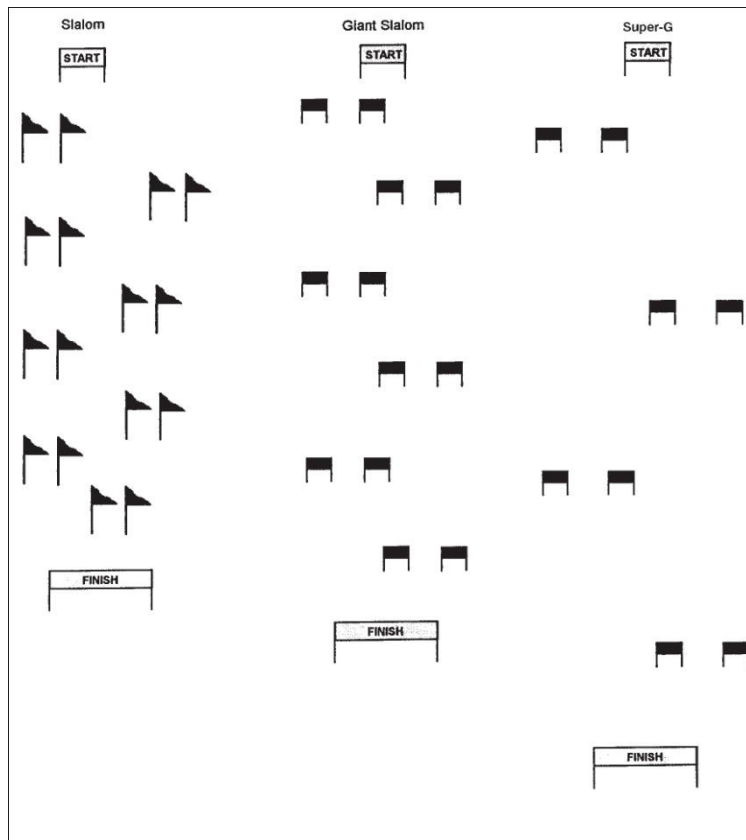 Slalom
START
FINISH
Giant Slalom
START
FINISH
Super-G
START
FINISH